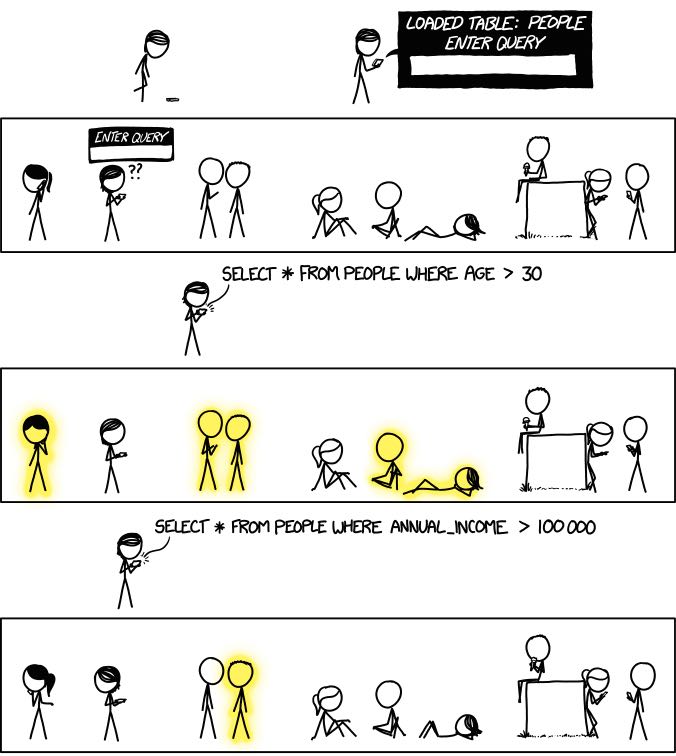 LOADED TABLE: PEOPLE
ENTER QUERY
ENTER QUERY
??
SELECT * FROM PEOPLE WHERE AGE > 30
SELECT * FROM PEOPLE WHERE ANNUAL_INCOME > 100 000